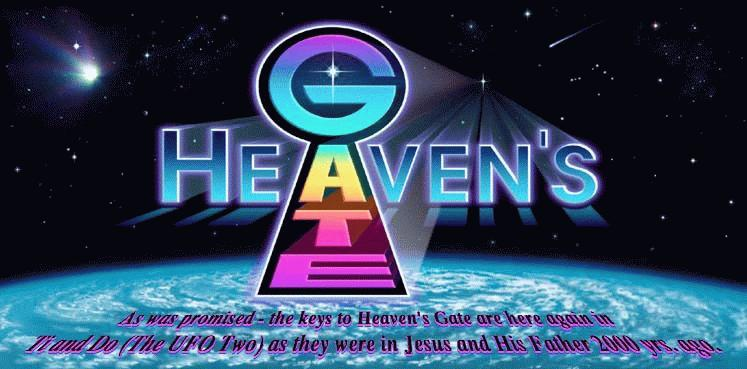 HEAVEN'S
GATE
As was promised - the keys to Heaven's Gate are here again in
Ti and Do (The UFO Two) as they were in Jesus and His Father 2000 yrs. ago.